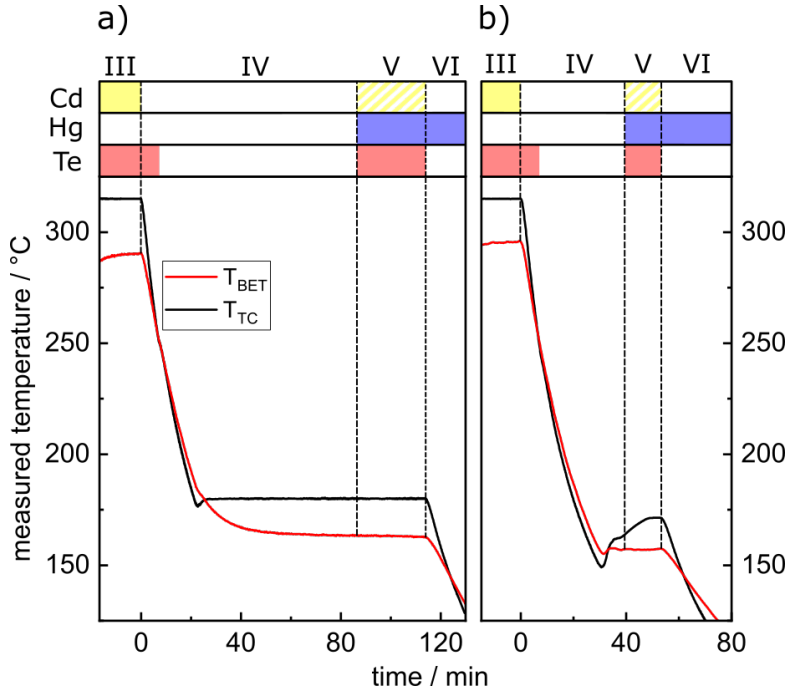 a)
b)
III IV V VI
III IV V VI
Cd
Hg
Te
measured temperature / °C
300
250
200
150
T_BET
T_TC
300
250
200
150
0 40 80 120
0 40 80
time / min